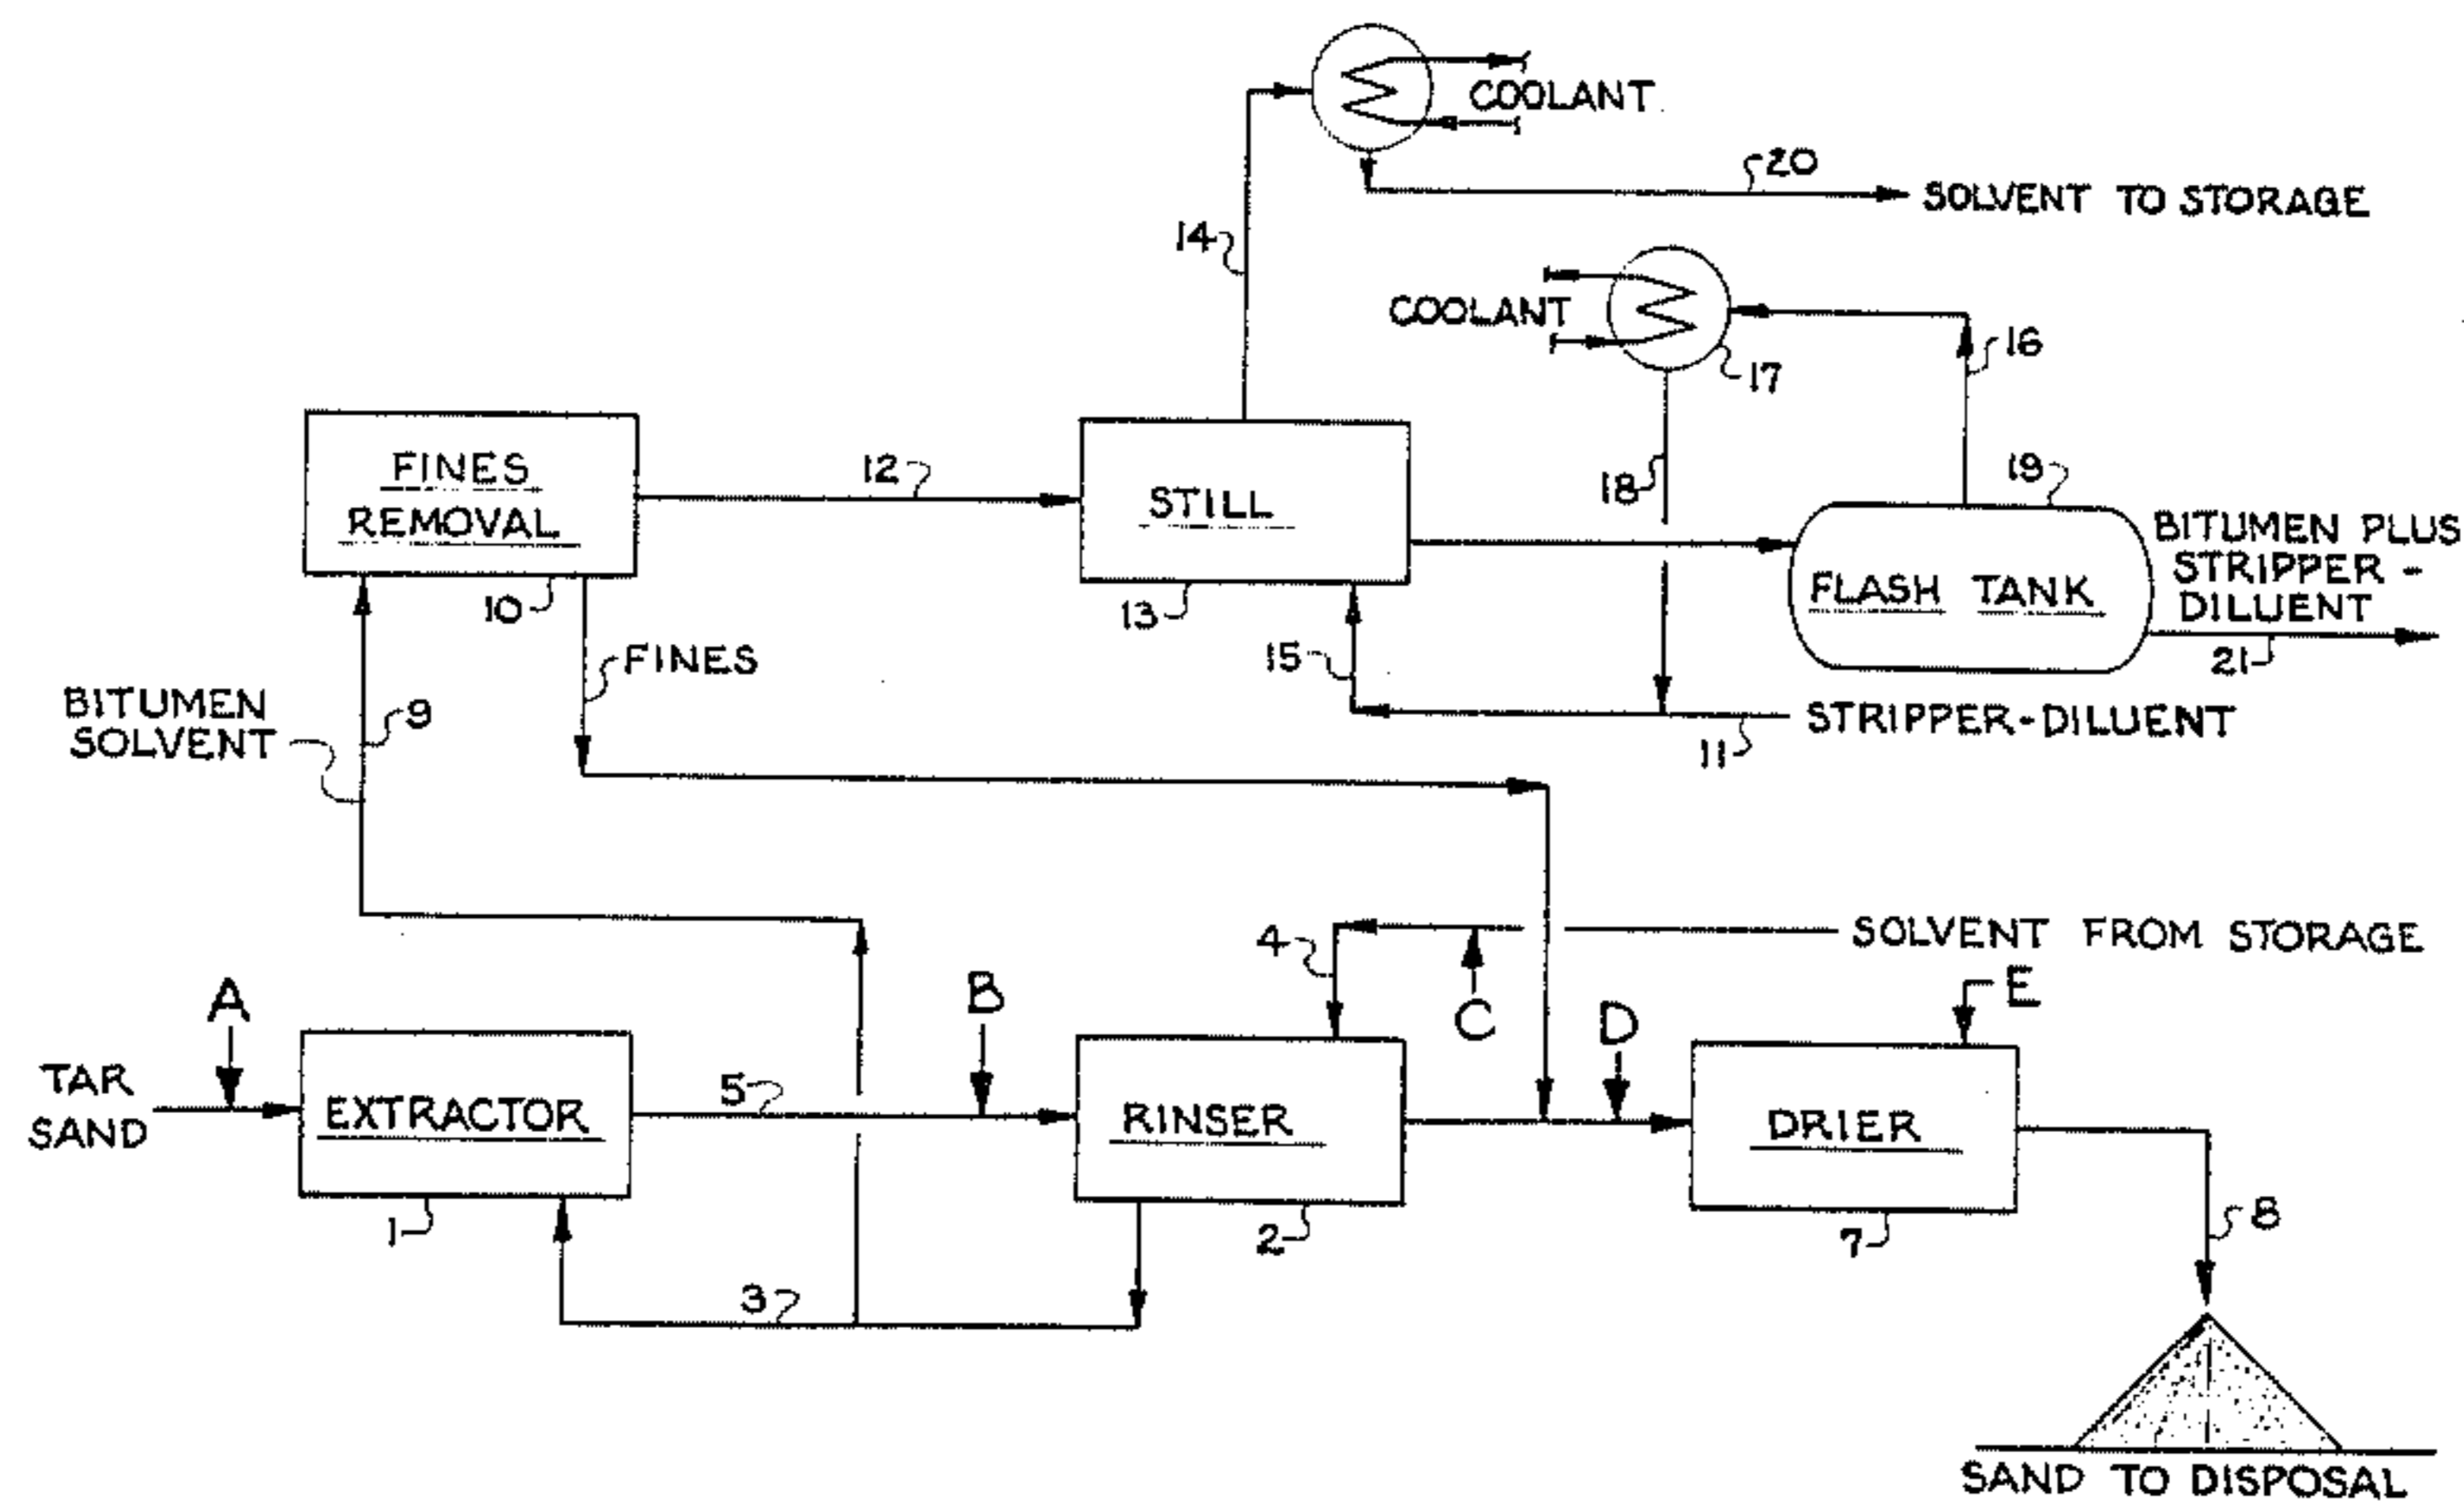 COOLANT
20
SOLVENT TO STORAGE
14
COOLANT
16
17
FINES
REMOVAL
12
STILL
18
19
BITUMEN PLUS
STRIPPER-
DILUENT
FLASH TANK
10
13
FINES
15
21
BITUMEN
SOLVENT
9
STRIPPER-DILUENT
11
4
SOLVENT FROM STORAGE
A
B
C
D
E
TAR
SAND
EXTRACTOR
5
RINSER
DRIER
1
2
7
8
3
SAND TO DISPOSAL